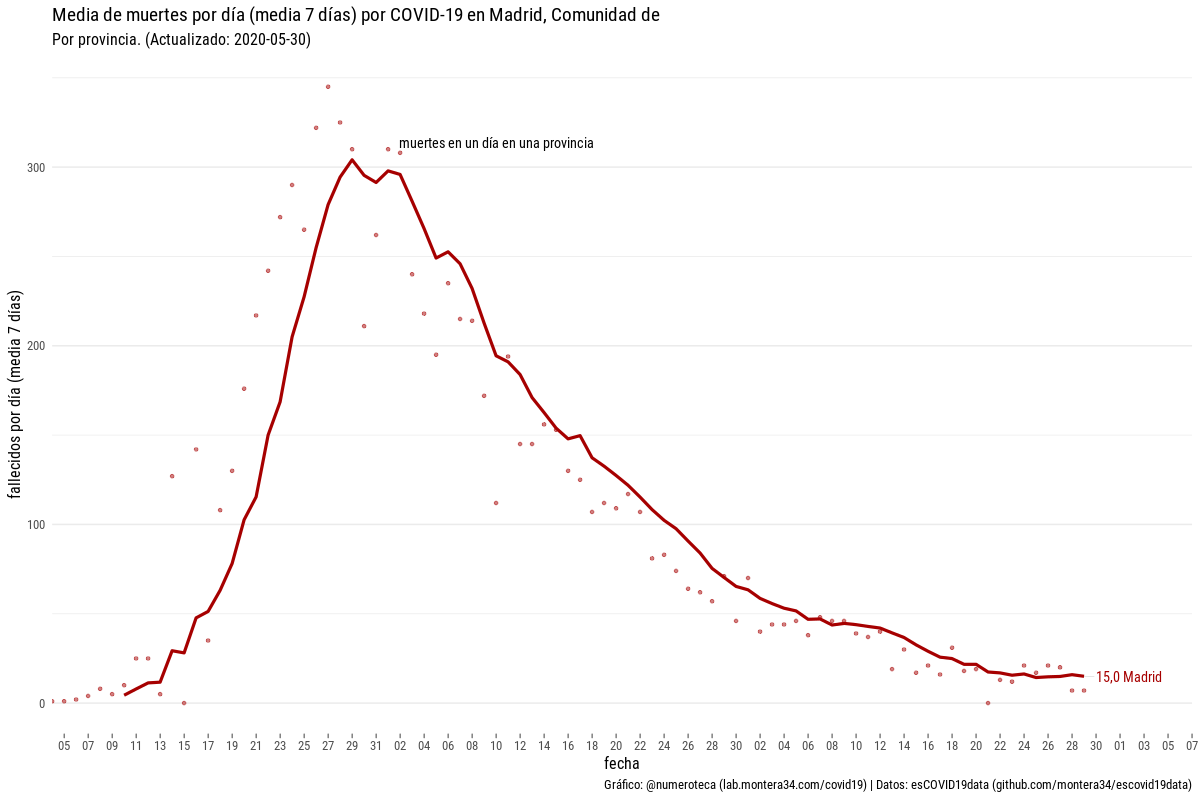 Media de muertes por día (media 7 días) por COVID-19 en Madrid, Comunidad de
Por provincia. (Actualizado: 2020-05-30)
muertes en un día en una provincia
fallecidos por día (media 7 días)
300
200
100
0
15,0 Madrid
05 07 09 11 13 15 17 19 21 23 25 27 29 31 02 04 06 08 10 12 14 16 18 20 22 24 26 28 30 02 04 06 08 10 12 14 16 18 20 22 24 26 28 30 01 03 05 07
fecha
Gráfico: @numeroteca (lab.montera34.com/covid19) | Datos: esCOVID19data (github.com/montera34/escovid19data)